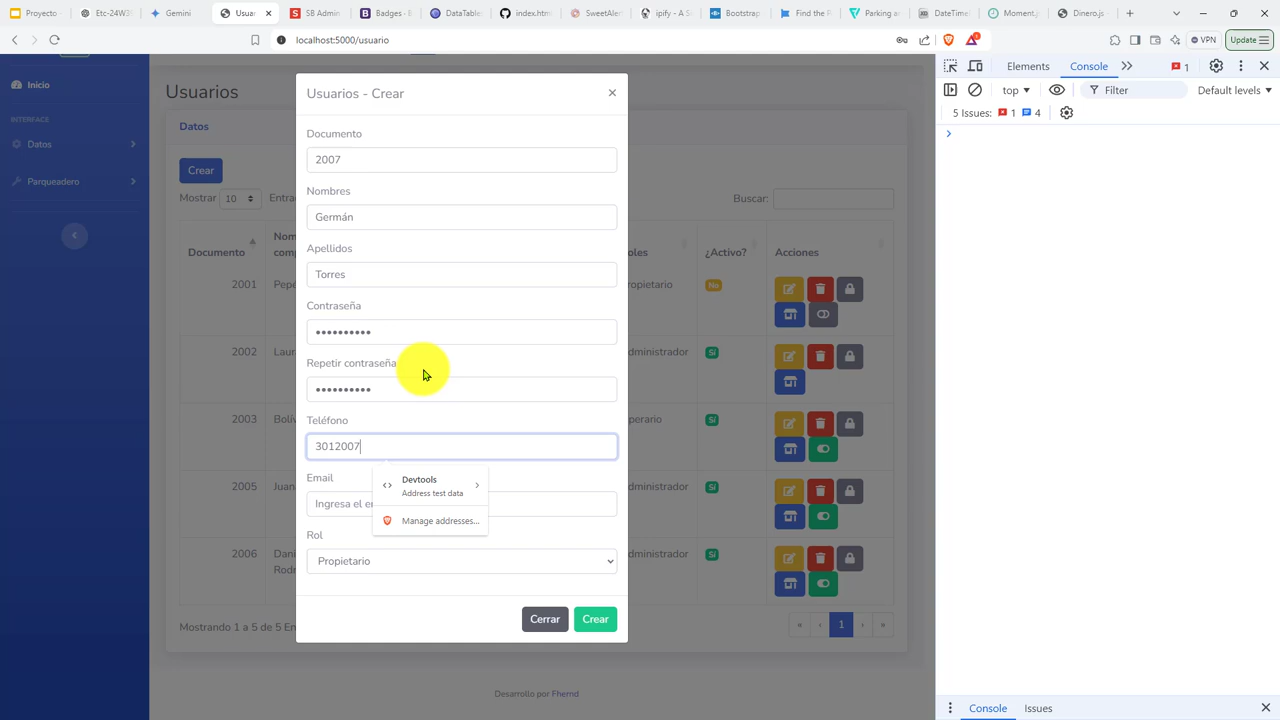 Proyecto -
Etc-24W3
Gemini
Usuar
SB Admin
Badges - B
DataTable
index.htm
SweetAler
ipify - A S
Bootstrap
Find the F
Parking ar
DateTime
Moment.js
Dinero.js -
localhost:5000/usuario
VPN
Update
Elements
Console
1
top
Filter
Default levels
5 Issues: 1 4
Inicio
INTERFACE
Datos
Parqueadero
Usuarios
Datos
Crear
Mostrar 10 Entra
Buscar:
Documento
Nom
comp
oles
¿Activo?
Acciones
2001 Pepe
ropietario
No
2002 Laur
dministrador
Sí
2003 Bolív
perario
Sí
2005 Juan
dministrador
Sí
2006 Dani
Rodr
dministrador
Sí
Mostrando 1 a 5 de 5 En
« ‹ 1 › »
Desarrollo por Fhernd
Usuarios - Crear
×
Documento
2007
Nombres
Germán
Apellidos
Torres
Contraseña
••••••••••
Repetir contraseña
••••••••••
Teléfono
3012007
Devtools
Address test data
Manage addresses...
Email
Ingresa el em
Rol
Propietario
Cerrar
Crear
Console
Issues